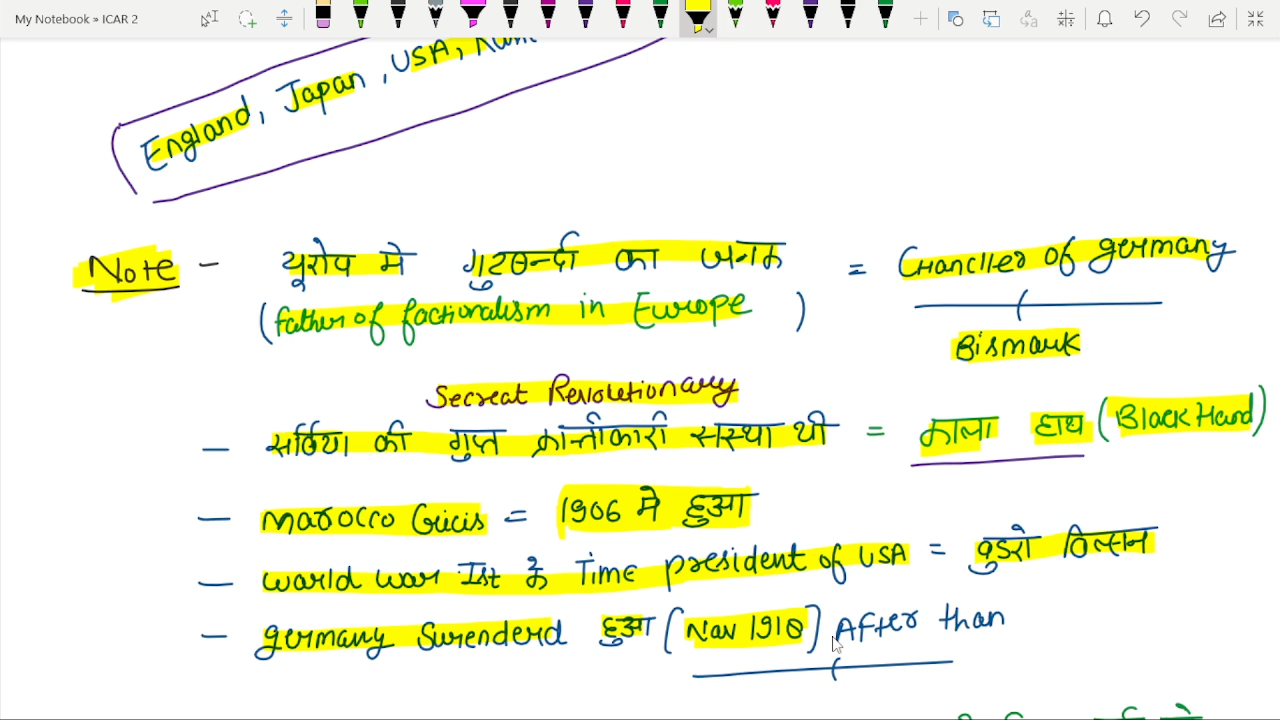 My Notebook » ICAR 2
England, Japan, USA,
Note - यूरोप मे गुटबन्दी का जनक = Chancller of germany
(father of factionalism in Europe ) Bismark
Secreat Revolutionary
- सर्बिया की गुप्त क्रान्तीकारी संस्था थी = काला हाथ (Black Hand)
- Marocco Cricis = 1906 मे हुआ
- World War Ist के Time president of USA = वुडरो विल्सन
- germany Surenderd हुआ [Nov 1918] After than